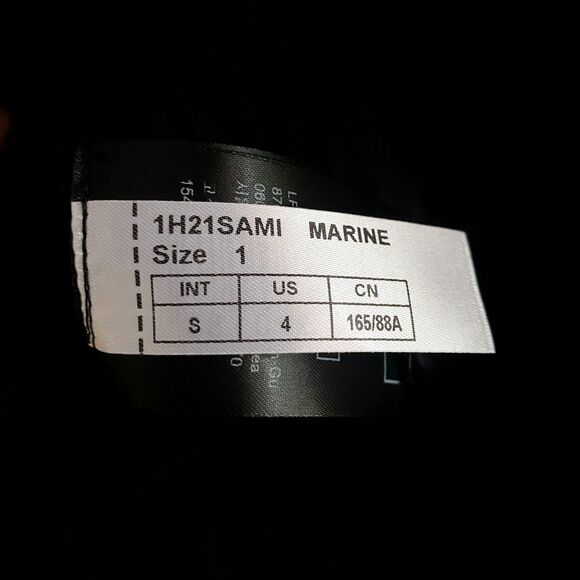 1H21SAMI MARINE
Size 1
INT US CN
S 4 165/88A